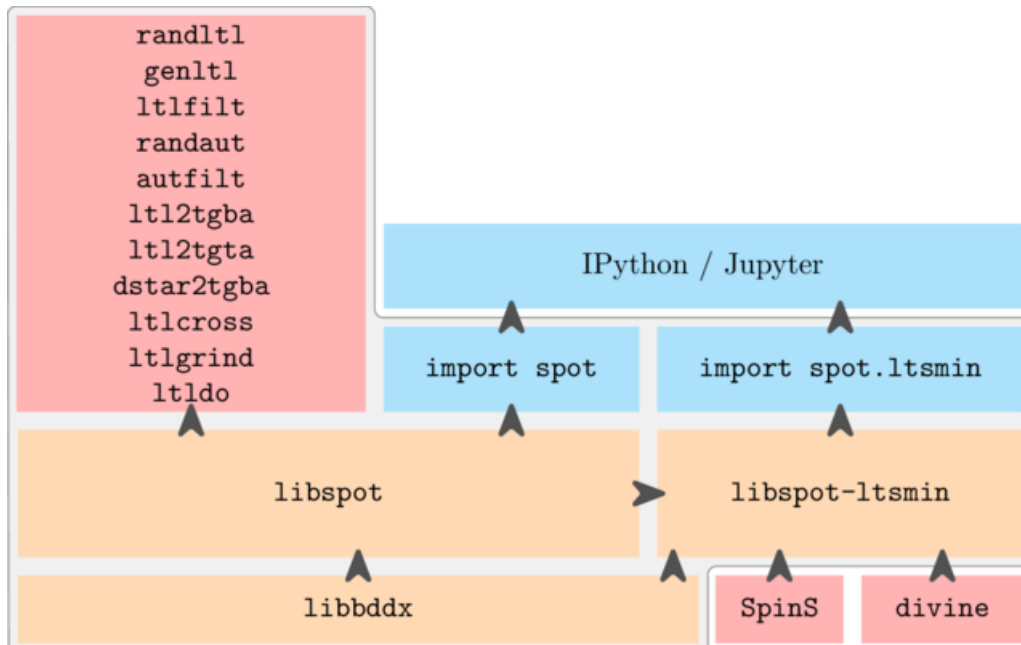 randltl
genltl
ltlfilt
randaut
autfilt
ltl2tgba
ltl2tgta
dstar2tgba
ltlcross
ltlgrind
ltldo
IPython / Jupyter
import spot
import spot.ltsmin
libspot
libspot-ltsmin
libbddx
SpinS
divine